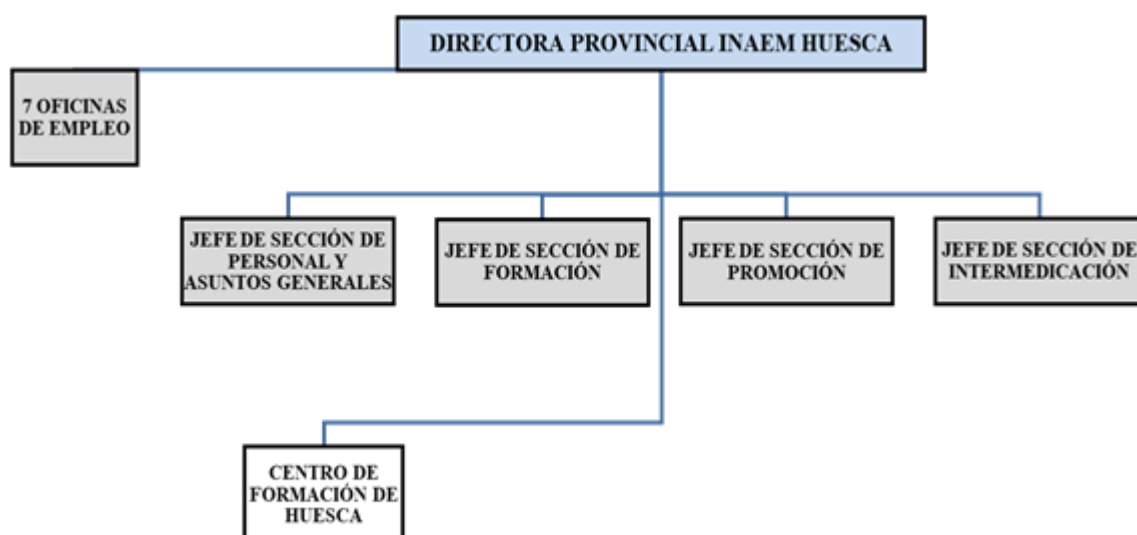 DIRECTORA PROVINCIAL INAEM HUESCA
7 OFICINAS
DE EMPLEO
JEFE DE SECCIÓN DE
PERSONAL Y
ASUNTOS GENERALES
JEFE DE SECCIÓN DE
FORMACIÓN
JEFE DE SECCIÓN DE
PROMOCIÓN
JEFE DE SECCIÓN DE
INTERMEDICACIÓN
CENTRO DE
FORMACIÓN DE
HUESCA